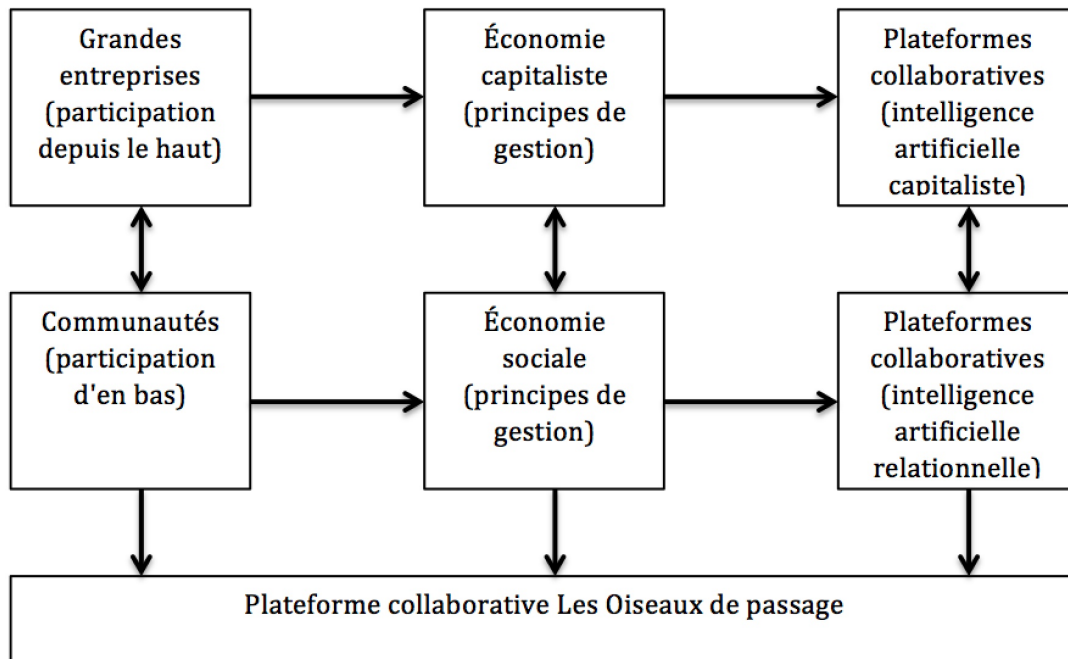 Grandes
entreprises
(participation
depuis le haut)
Économie
capitaliste
(principes de
gestion)
Plateformes
collaboratives
(intelligence
artificielle
capitaliste)
Communautés
(participation
d'en bas)
Économie
sociale
(principes de
gestion)
Plateformes
collaboratives
(intelligence
artificielle
relationnelle)
Plateforme collaborative Les Oiseaux de passage